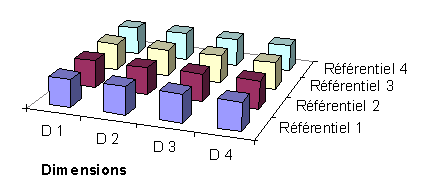 Référentiel 4
Référentiel 3
Référentiel 2
Référentiel 1
D 1
D 2
D 3
D 4
Dimensions